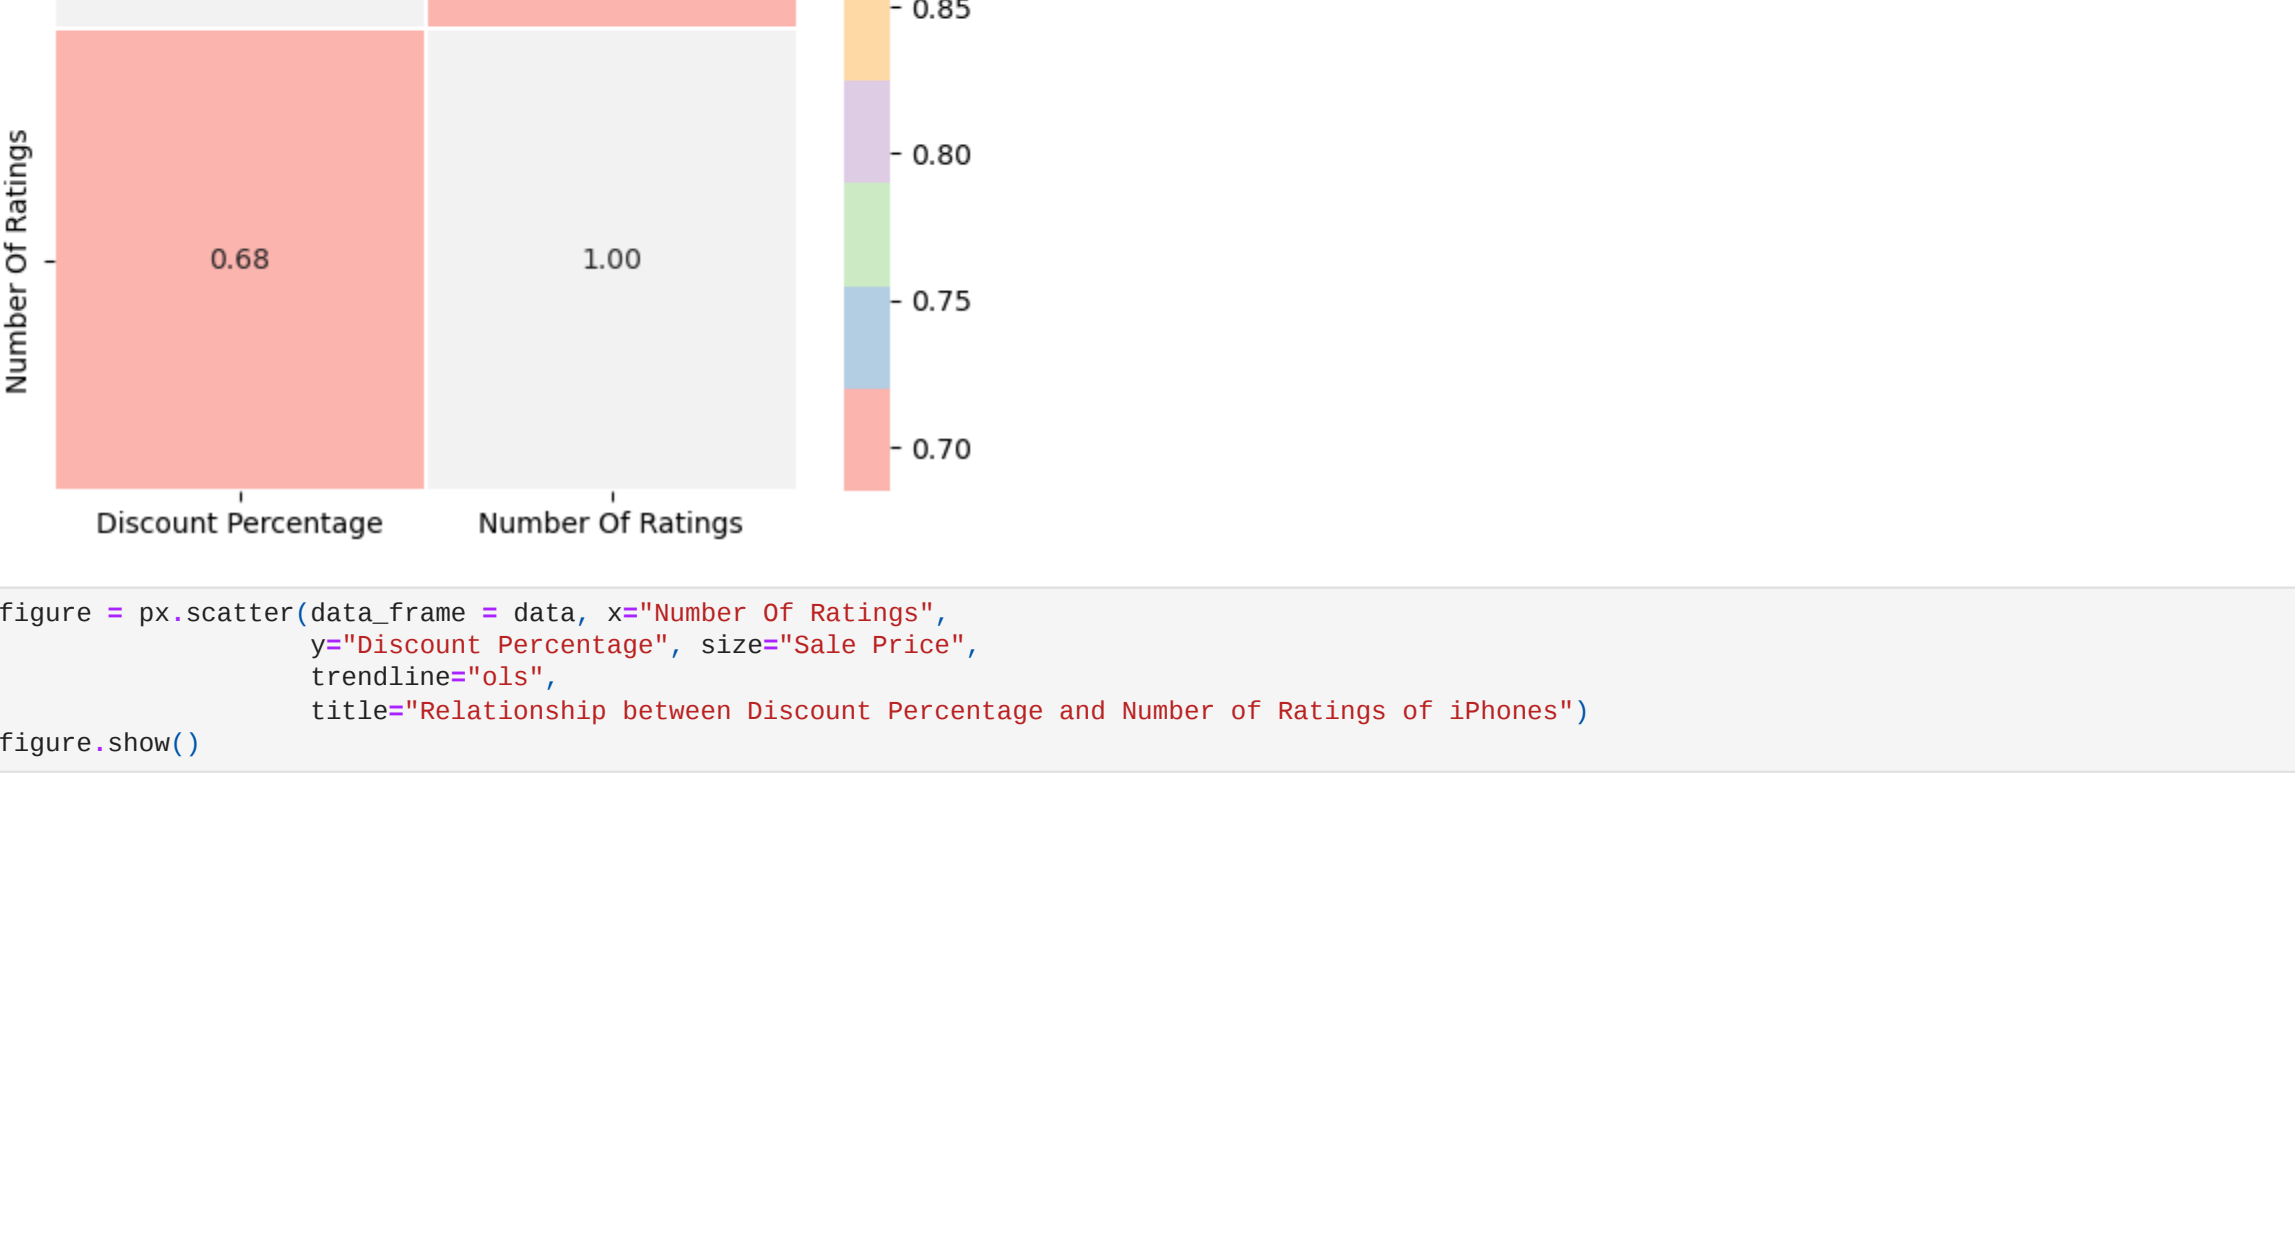 0.85
0.80
0.75
0.70
Number Of Ratings
0.68 1.00
Discount Percentage Number Of Ratings
figure = px.scatter(data_frame = data, x="Number Of Ratings",
y="Discount Percentage", size="Sale Price",
trendline="ols",
title="Relationship between Discount Percentage and Number of Ratings of iPhones")
figure.show()